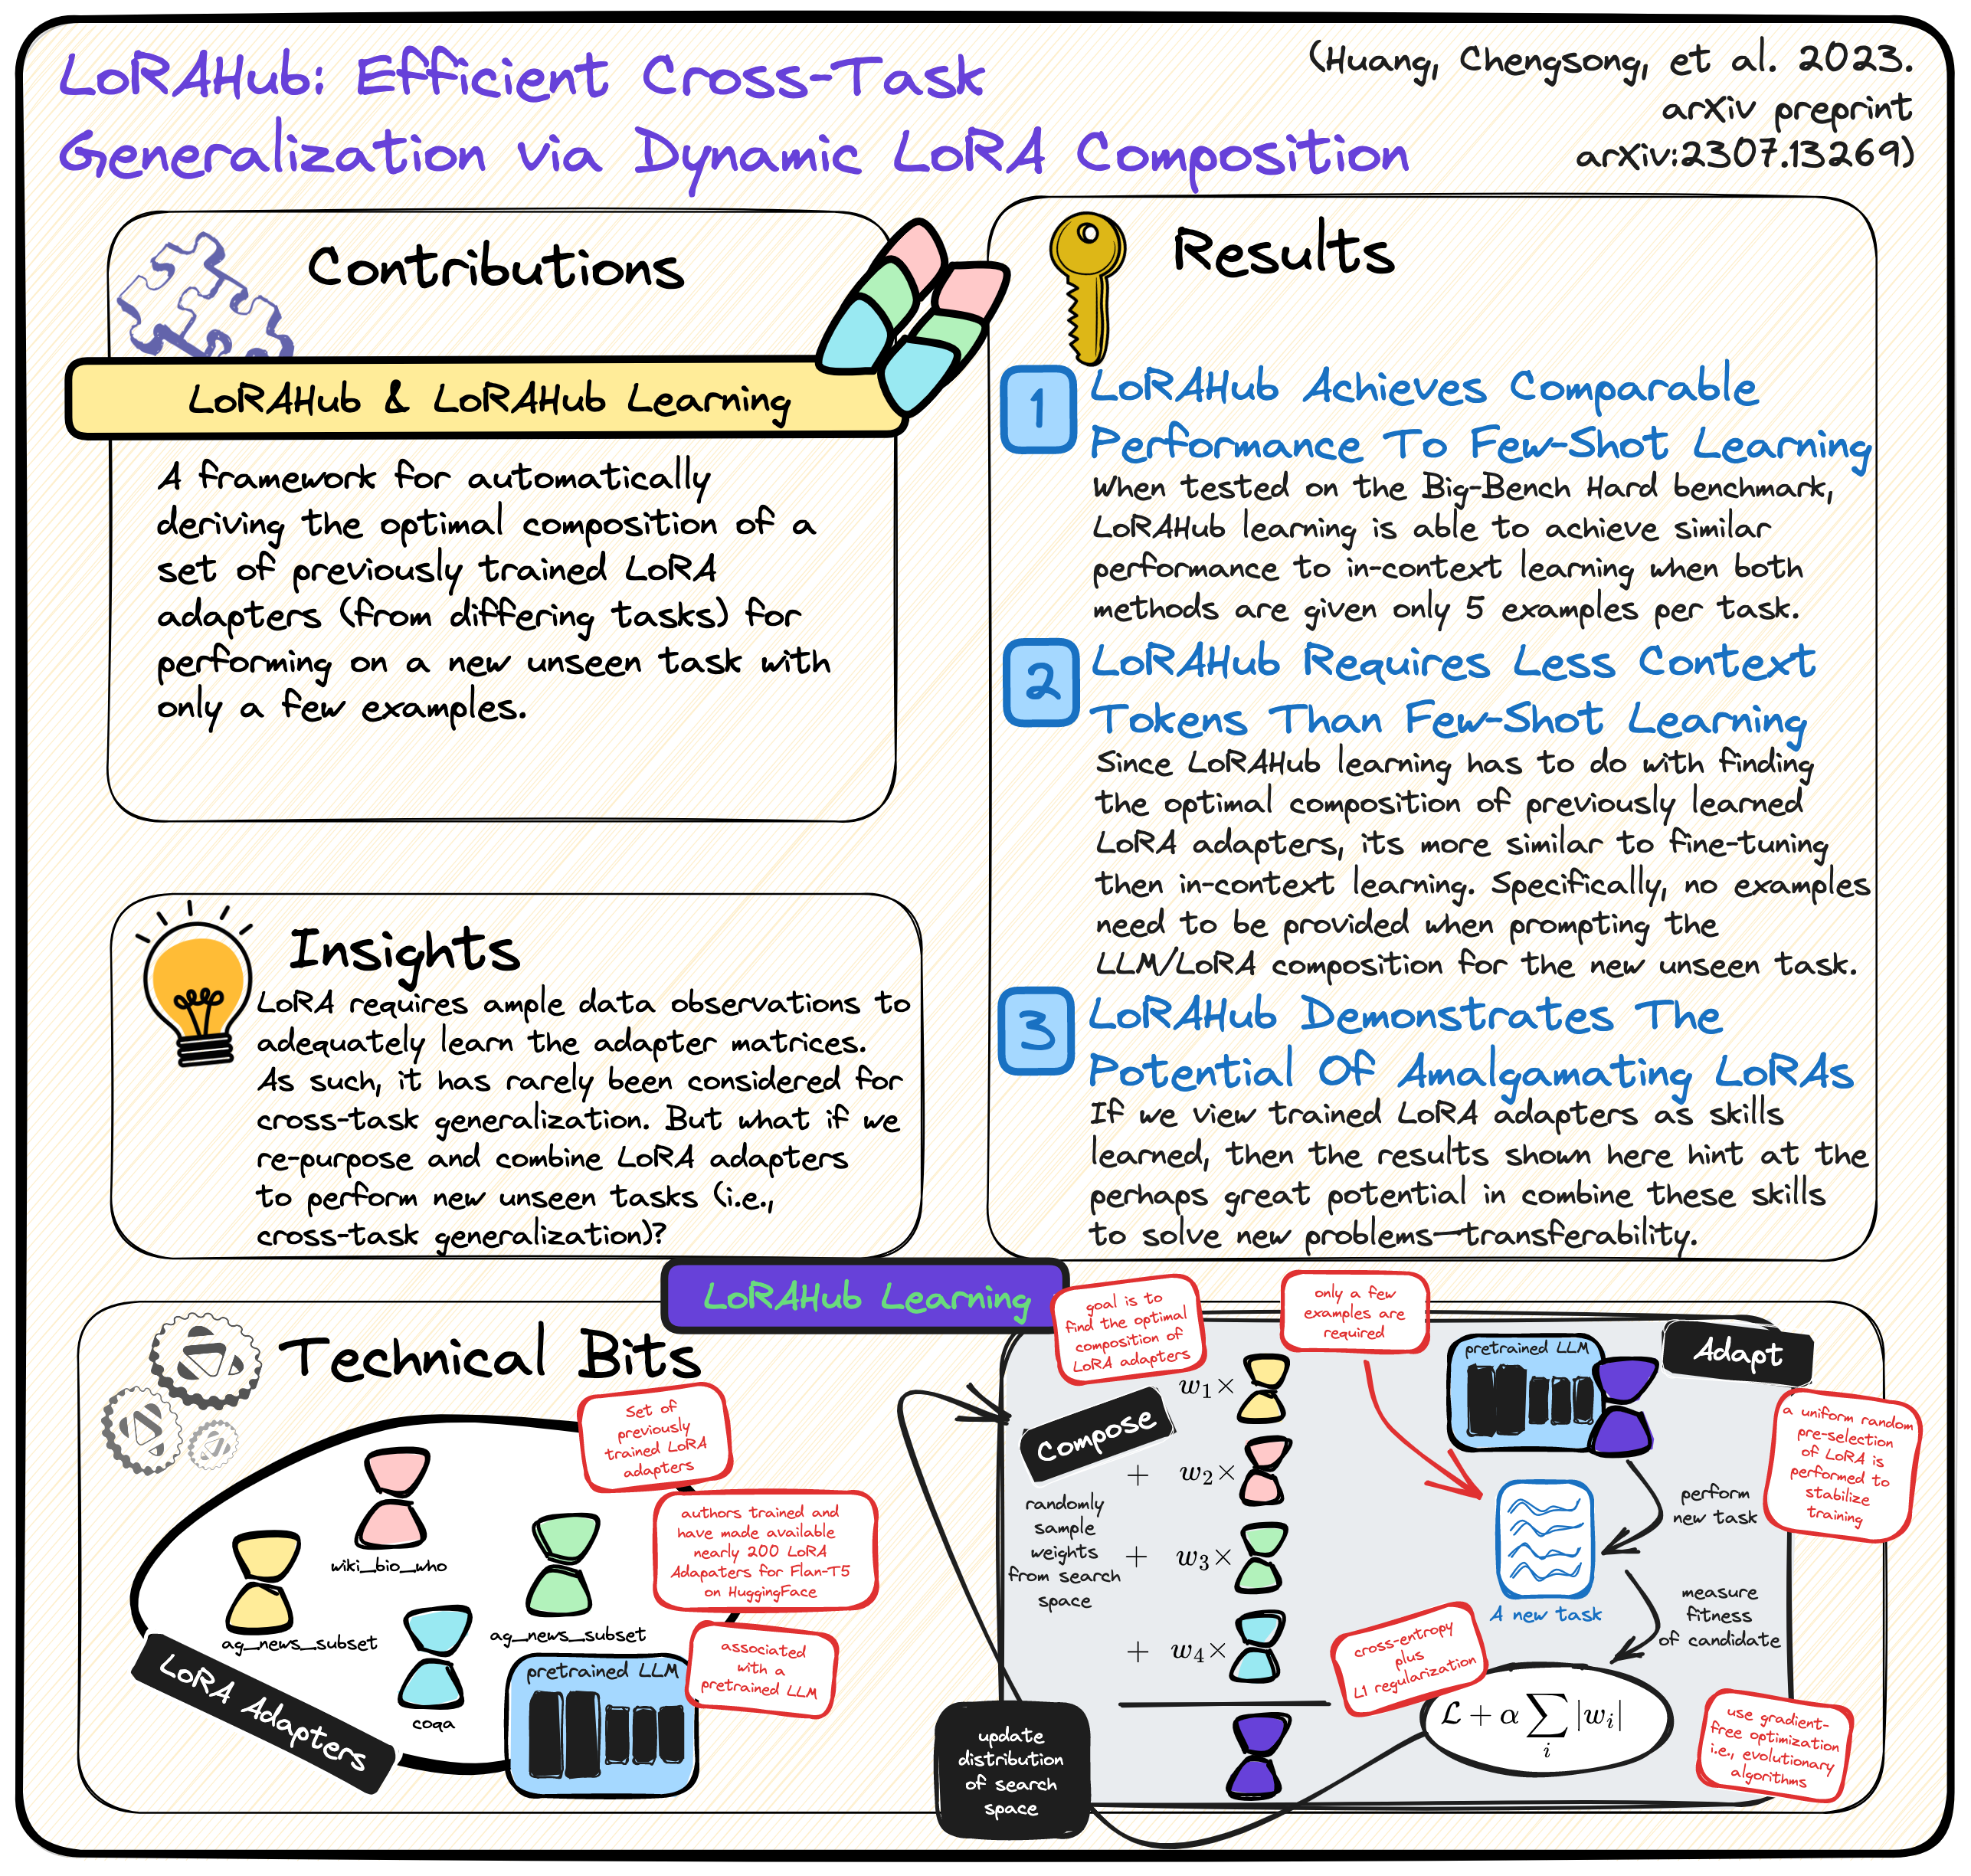 LoRAHub: Efficient Cross-Task
Generalization via Dynamic LoRA Composition
(Huang, Chengsong, et al. 2023.
arXiv preprint
arXiv:2307.13269)
Contributions
LoRAHub & LoRAHub Learning
A framework for automatically
deriving the optimal composition of a
set of previously trained LoRA
adapters (from differing tasks) for
performing on a new unseen task with
only a few examples.
Insights
LoRA requires ample data observations to
adequately learn the adapter matrices.
As such, it has rarely been considered for
cross-task generalization. But what if we
re-purpose and combine LoRA adapters
to perform new unseen tasks (i.e.,
cross-task generalization)?
Results
1
LoRAHub Achieves Comparable
Performance To Few-Shot Learning
When tested on the Big-Bench Hard benchmark,
LoRAHub learning is able to achieve similar
performance to in-context learning when both
methods are given only 5 examples per task.
2
LoRAHub Requires Less Context
Tokens Than Few-Shot Learning
Since LoRAHub learning has to do with finding
the optimal composition of previously learned
LoRA adapters, its more similar to fine-tuning
then in-context learning. Specifically, no examples
need to be provided when prompting the
LLM/LoRA composition for the new unseen task.
3
LoRAHub Demonstrates The
Potential Of Amalgamating LoRAs
If we view trained LoRA adapters as skills
learned, then the results shown here hint at the
perhaps great potential in combine these skills
to solve new problems—transferability.
LoRAHub Learning
Technical Bits
Set of
previously
trained LoRA
adapters
authors trained and
have made available
nearly 200 LoRA
Adapaters for Flan-T5
on HuggingFace
associated
with a
pretrained LLM
wiki_bio_who
ag_news_subset
ag_news_subset
coqa
LoRA Adapters
pretrained LLM
goal is to
find the optimal
composition of
LoRA adapters
only a few
examples are
required
Compose
randomly
sample
weights
from search
space
w₁×
+ w₂×
+ w₃×
+ w₄×
pretrained LLM
Adapt
a uniform random
pre-selection
of LoRA is
performed to
stabilize
training
perform
new task
A new task
measure
fitness
of candidate
cross-entropy
plus
L1 regularization
ℒ + α ∑ᵢ |wᵢ|
use gradient-
free optimization
i.e., evolutionary
algorithms
update
distribution
of search
space